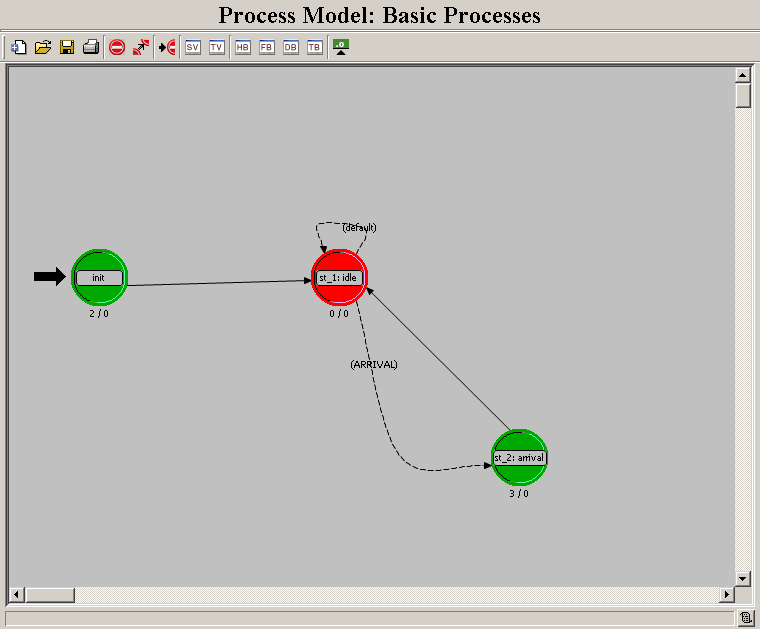 Process Model: Basic Processes
SV TV HB FB DB TB
(default)
init
st_1: idle
2 / 0
0 / 0
(ARRIVAL)
st_2: arrival
3 / 0